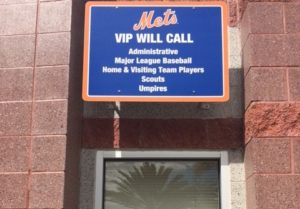 Mets
VIP WILL CALL
Administrative
Major League Baseball
Home & Visiting Team Players
Scouts
Umpires